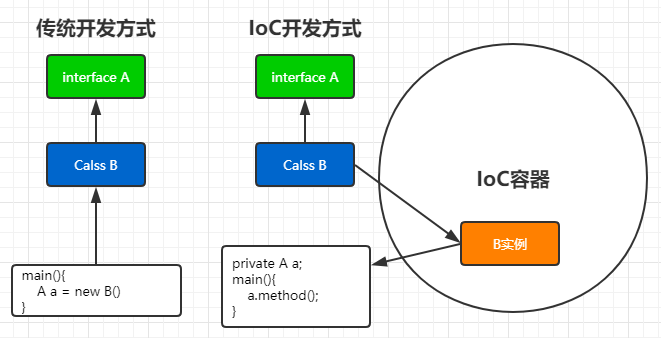 传统开发方式
IoC开发方式
interface A
interface A
Calss B
Calss B
IoC容器
B实例
main(){
A a = new B()
}
private A a;
main(){
a.method();
}